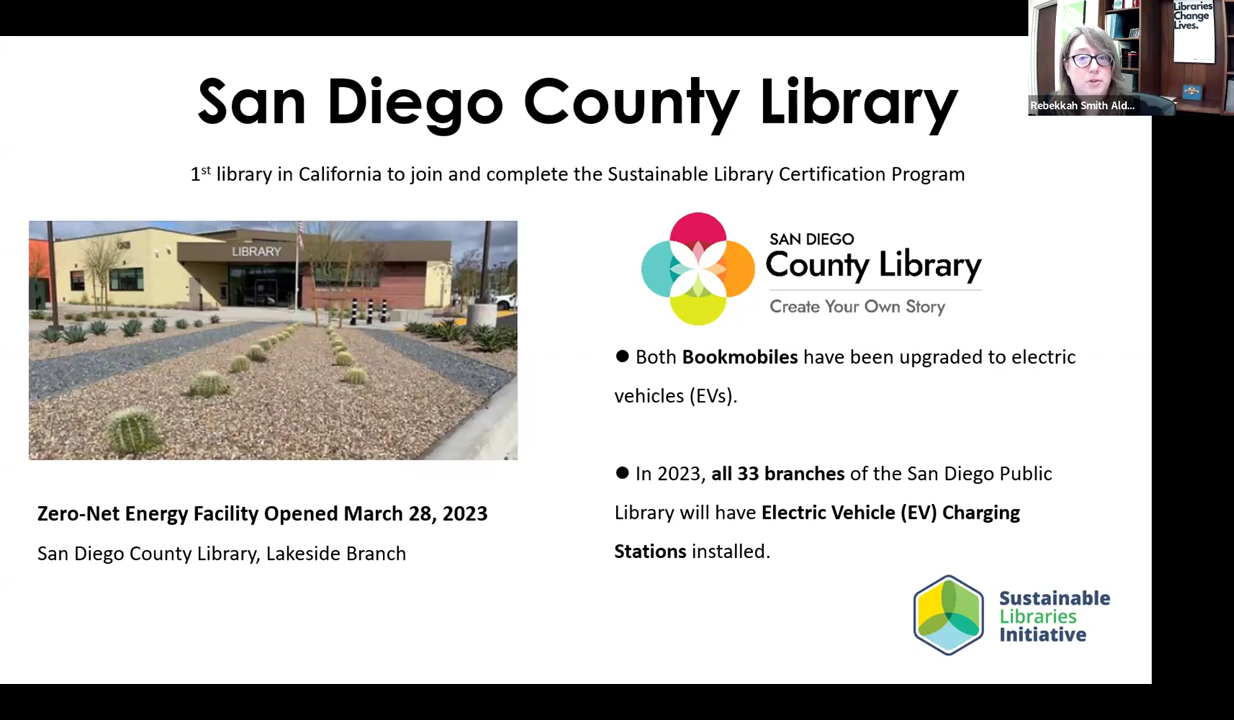 San Diego County Library
1st library in California to join and complete the Sustainable Library Certification Program
LIBRARY
Zero-Net Energy Facility Opened March 28, 2023
San Diego County Library, Lakeside Branch
SAN DIEGO
County Library
Create Your Own Story
● Both Bookmobiles have been upgraded to electric
vehicles (EVs).
● In 2023, all 33 branches of the San Diego Public
Library will have Electric Vehicle (EV) Charging
Stations installed.
Sustainable
Libraries
Initiative
Libraries
Change
Lives.
Rebekkah Smith Ald...